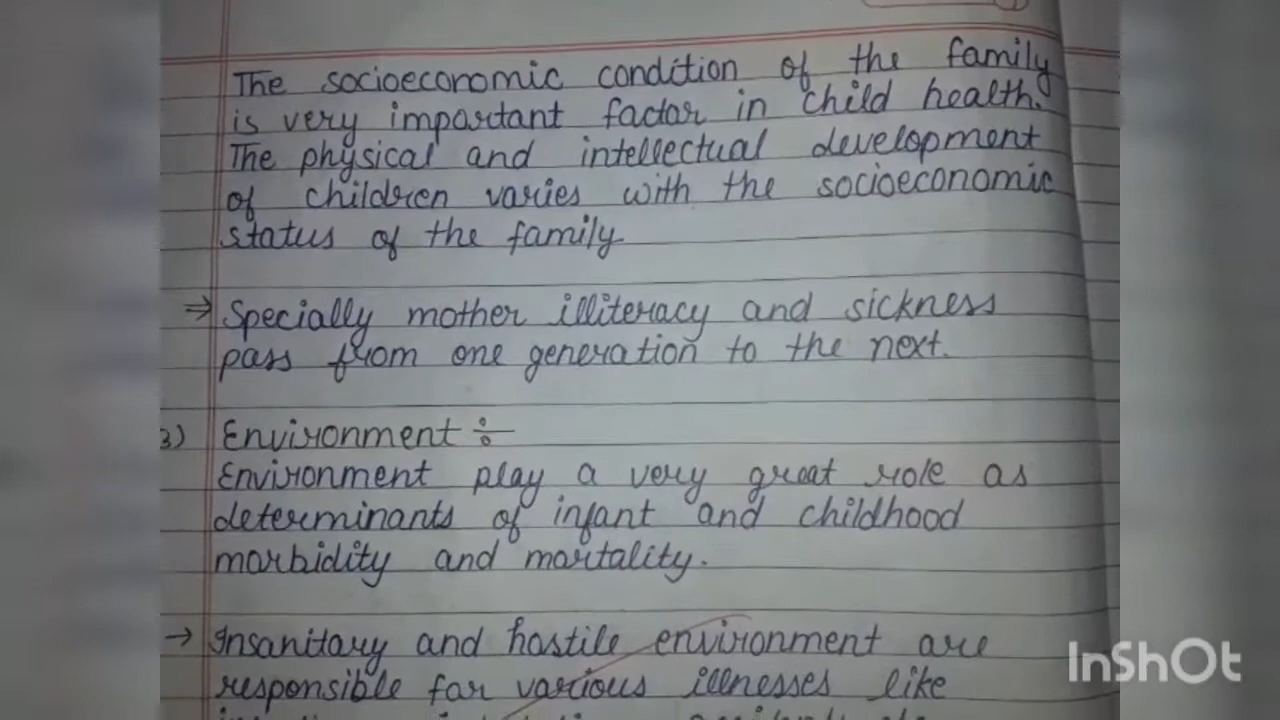 The socioeconomic condition of the family
is very important factor in child health.
The physical and intellectual development
of children varies with the socioeconomic
status of the family
⇒ Specially mother illiteracy and sickness
pass from one generation to the next.
3) Environment ÷
Environment play a very great role as
determinants of infant and childhood
morbidity and mortality.
→ Insanitary and hostile environment are
responsible for various illnesses like
InShOt